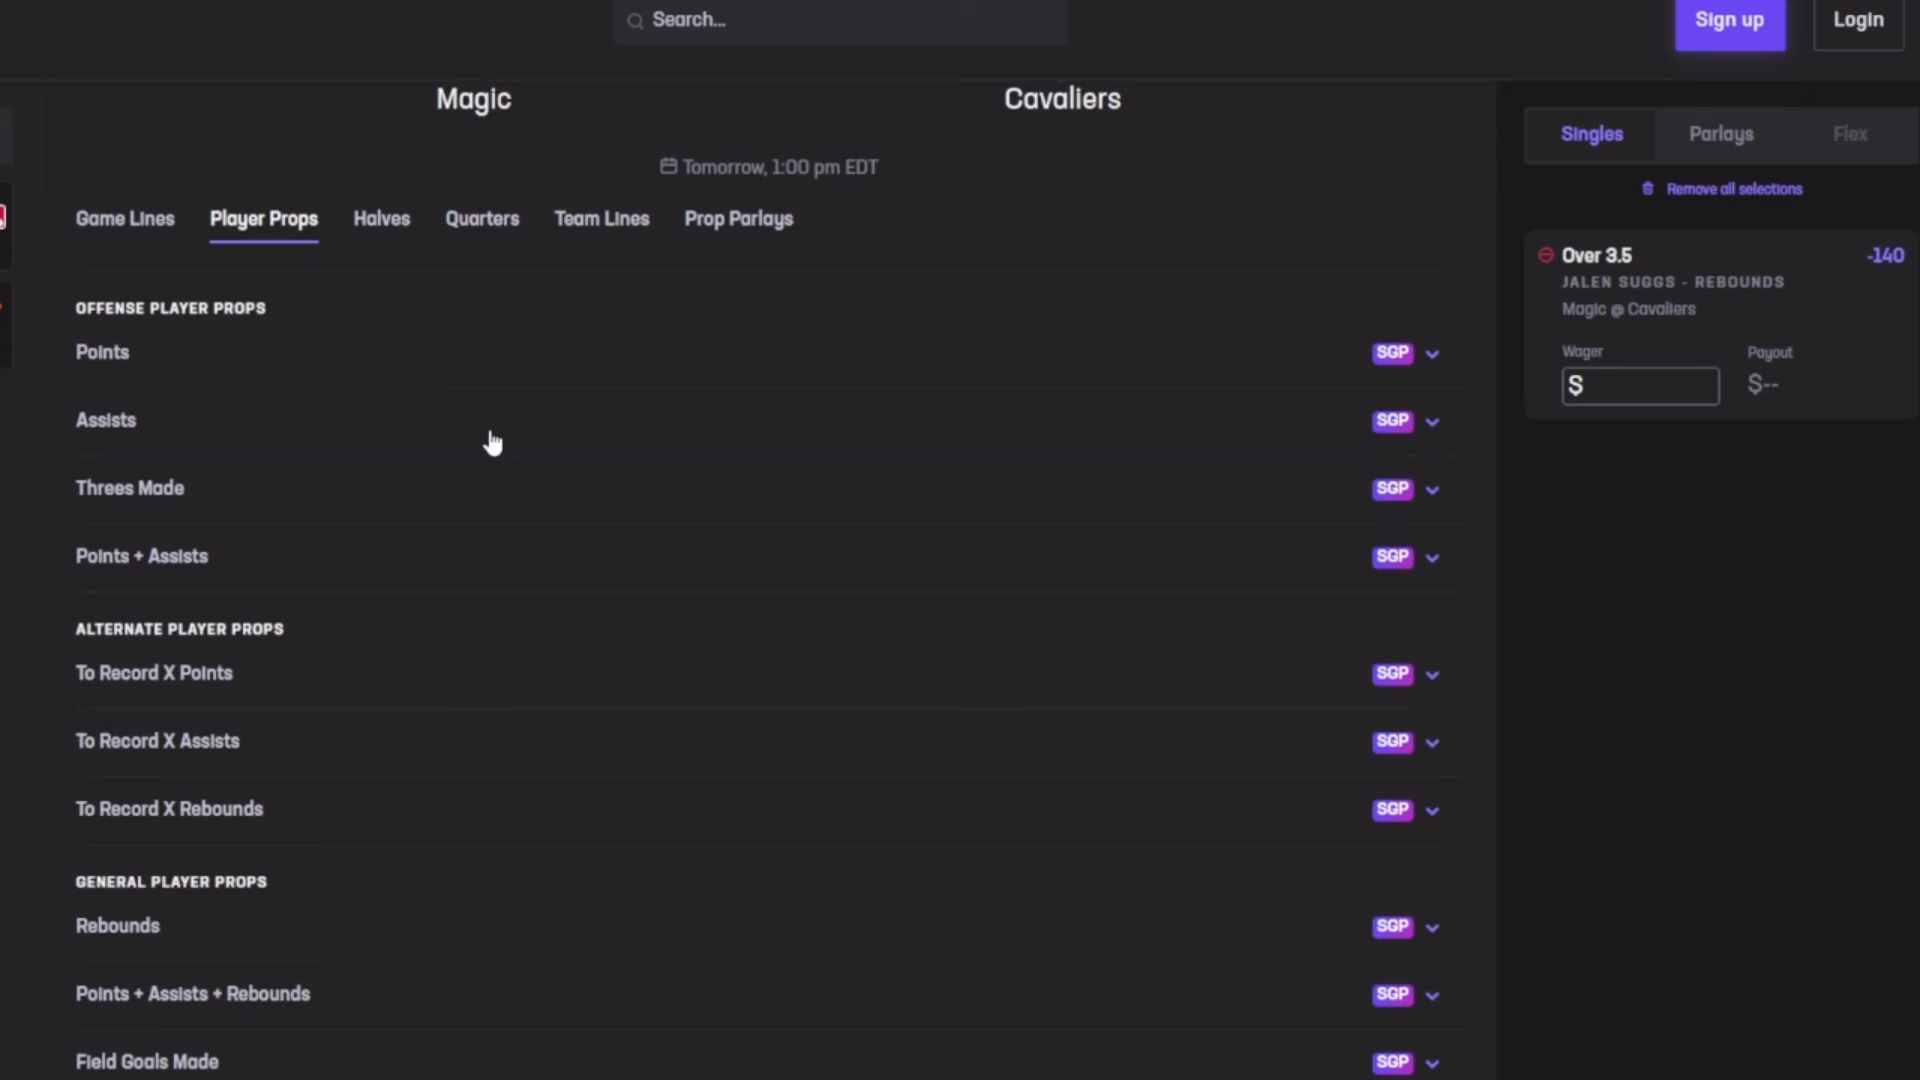 Search...
Sign up
Login
Magic
Cavaliers
Tomorrow, 1:00 pm EDT
Game Lines
Player Props
Halves
Quarters
Team Lines
Prop Parlays
OFFENSE PLAYER PROPS
Points
SGP
Assists
SGP
Threes Made
SGP
Points + Assists
SGP
ALTERNATE PLAYER PROPS
To Record X Points
SGP
To Record X Assists
SGP
To Record X Rebounds
SGP
GENERAL PLAYER PROPS
Rebounds
SGP
Points + Assists + Rebounds
SGP
Field Goals Made
SGP
Singles
Parlays
Flex
Remove all selections
Over 3.5
-140
JALEN SUGGS - REBOUNDS
Magic @ Cavaliers
Wager
Payout
$
$--